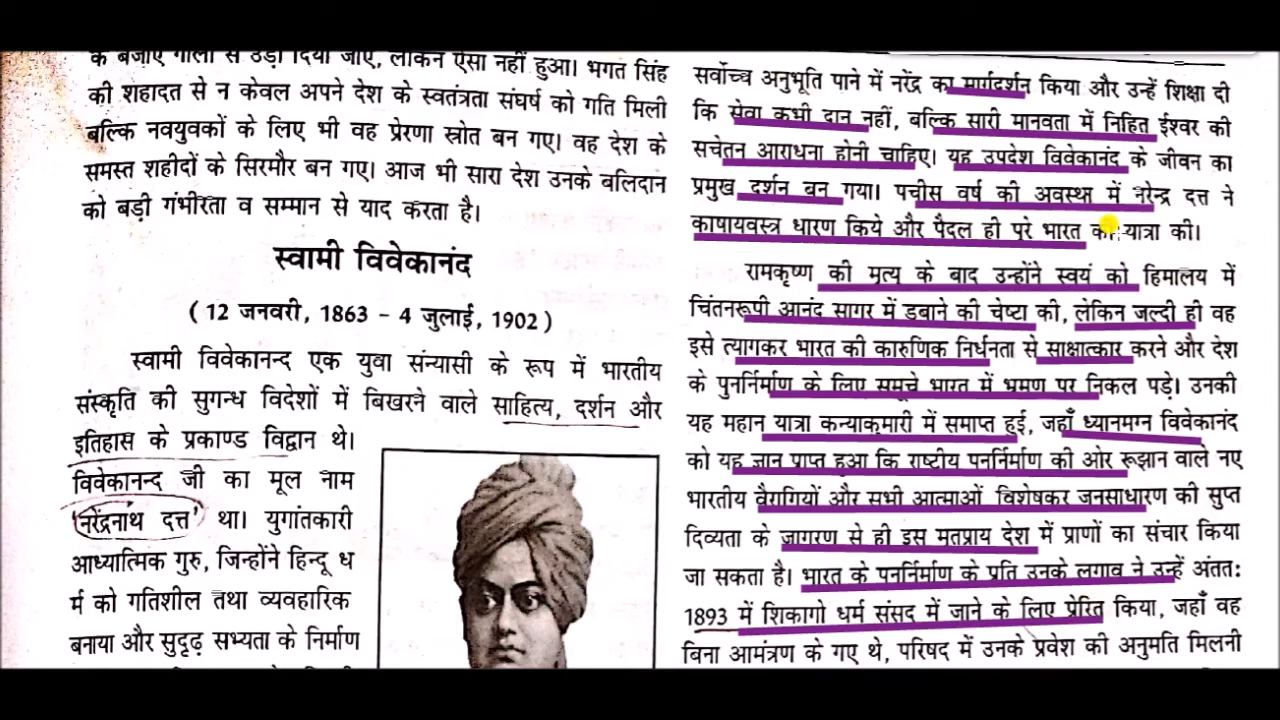 के बजाए गोली से उड़ा दिया जाए, लेकिन ऐसा नहीं हुआ। भगत सिंह
की शहादत से न केवल अपने देश के स्वतंत्रता संघर्ष को गति मिली
बल्कि नवयुवकों के लिए भी वह प्रेरणा स्रोत बन गए। वह देश के
समस्त शहीदों के सिरमौर बन गए। आज भी सारा देश उनके बलिदान
को बड़ी गंभीरता व सम्मान से याद करता है।
स्वामी विवेकानंद
( 12 जनवरी, 1863 - 4 जुलाई, 1902 )
स्वामी विवेकानन्द एक युवा संन्यासी के रूप में भारतीय
संस्कृति की सुगन्ध विदेशों में बिखरने वाले साहित्य, दर्शन और
इतिहास के प्रकाण्ड विद्वान थे।
विवेकानन्द जी का मूल नाम
'नरेंद्रनाथ दत्त' था। युगांतकारी
आध्यात्मिक गुरु, जिन्होंने हिन्दू ध
र्म को गतिशील तथा व्यवहारिक
बनाया और सुदृढ़ सभ्यता के निर्माण
सर्वोच्च अनुभूति पाने में नरेंद्र का मार्गदर्शन किया और उन्हें शिक्षा दी
कि सेवा कभी दान नहीं, बल्कि सारी मानवता में निहित ईश्वर की
सचेतन आराधना होनी चाहिए। यह उपदेश विवेकानंद के जीवन का
प्रमुख दर्शन बन गया। पचीस वर्ष की अवस्था में नरेन्द्र दत्त ने
काषायवस्त्र धारण किये और पैदल ही पूरे भारत की यात्रा की।
रामकृष्ण की मृत्यु के बाद उन्होंने स्वयं को हिमालय में
चिंतनरूपी आनंद सागर में डुबाने की चेष्टा की, लेकिन जल्दी ही वह
इसे त्यागकर भारत की कारुणिक निर्धनता से साक्षात्कार करने और देश
के पुनर्निर्माण के लिए समूचे भारत में भ्रमण पर निकल पड़े। उनकी
यह महान यात्रा कन्याकुमारी में समाप्त हुई, जहाँ ध्यानमग्न विवेकानंद
को यह ज्ञान प्राप्त हुआ कि राष्ट्रीय पुनर्निर्माण की ओर रूझान वाले नए
भारतीय वैरागियों और सभी आत्माओं विशेषकर जनसाधारण की सुप्त
दिव्यता के जागरण से ही इस मृतप्राय देश में प्राणों का संचार किया
जा सकता है। भारत के पुनर्निर्माण के प्रति उनके लगाव ने उन्हें अंतत:
1893 में शिकागो धर्म संसद में जाने के लिए प्रेरित किया, जहाँ वह
बिना आमंत्रण के गए थे, परिषद में उनके प्रवेश की अनुमति मिलनी